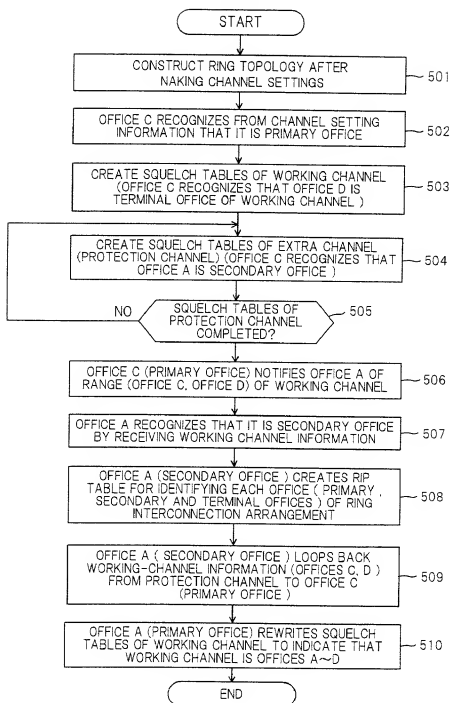 START
CONSTRUCT RING TOPOLOGY AFTER
NAKING CHANNEL SETTINGS
501
OFFICE C RECOGNIZES FROM CHANNEL SETTING
INFORMATION THAT IT IS PRIMARY OFFICE
502
CREATE SQUELCH TABLES OF WORKING CHANNEL
(OFFICE C RECOGNIZES THAT OFFICE D IS
TERMINAL OFFICE OF WORKING CHANNEL )
503
CREATE SQUELCH TABLES OF EXTRA CHANNEL
(PROTECTION CHANNEL) (OFFICE C RECOGNIZES THAT
OFFICE A IS SECONDARY OFFICE )
504
NO
SQUELCH TABLES OF
PROTECTION CHANNEL
COMPLETED?
505
OFFICE C (PRIMARY OFFICE) NOTIFIES OFFICE A OF
RANGE (OFFICE C, OFFICE D) OF WORKING CHANNEL
506
OFFICE A RECOGNIZES THAT IT IS SECONDARY OFFICE
BY RECEIVING WORKING CHANNEL INFORMATION
507
OFFICE A (SECONDARY OFFICE ) CREATES RIP
TABLE FOR IDENTIFYING EACH OFFICE ( PRIMARY ,
SECONDARY AND TERMINAL OFFICES ) OF RING
INTERCONNECTION ARRANGEMENT
508
OFFICE A ( SECONDARY OFFICE ) LOOPS BACK
WORKING-CHANNEL INFORMATION (OFFICES C, D )
FROM PROTECTION CHANNEL TO OFFICE C
(PRIMARY OFFICE )
509
OFFICE A (PRIMARY OFFICE) REWRITES SQUELCH
TABLES OF WORKING CHANNEL TO INDICATE THAT
WORKING CHANNEL IS OFFICES A~D
510
END